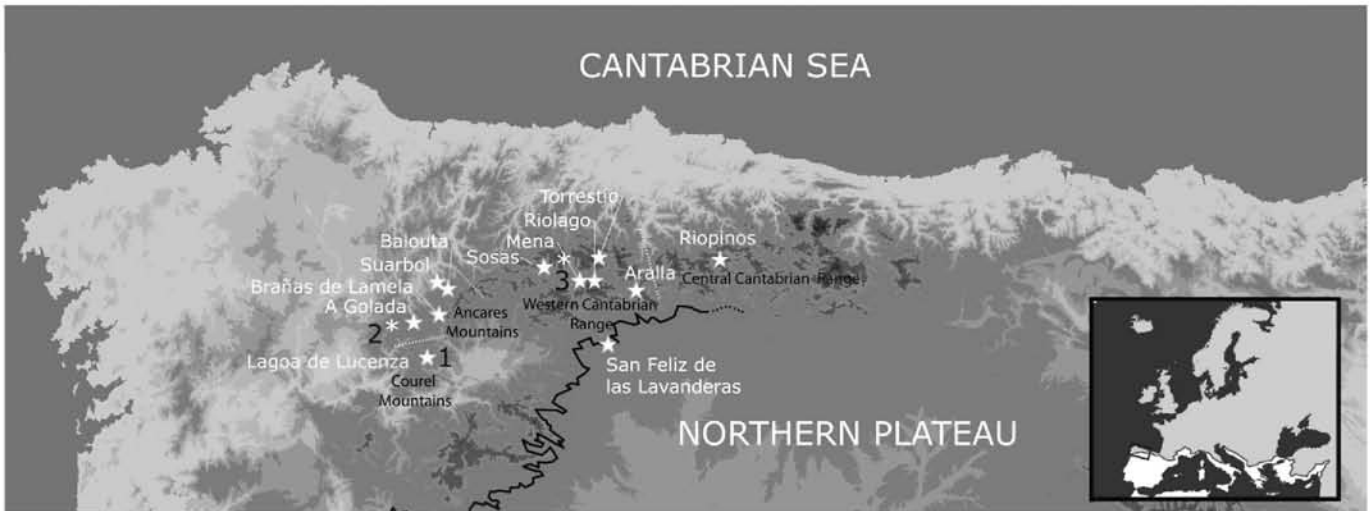 CANTABRIAN SEA
Torrestío
Riolago
Mena *
Sosas
3
Balouta
Suarbol
Brañas de Lamela
A Golada
2 *
Lagoa de Lucenza
1
Courel
Mountains
Ancares
Mountains
Western Cantabrian
Range
Aralla
Riopinos
Central Cantabrian Range
San Feliz de
las Lavanderas
NORTHERN PLATEAU